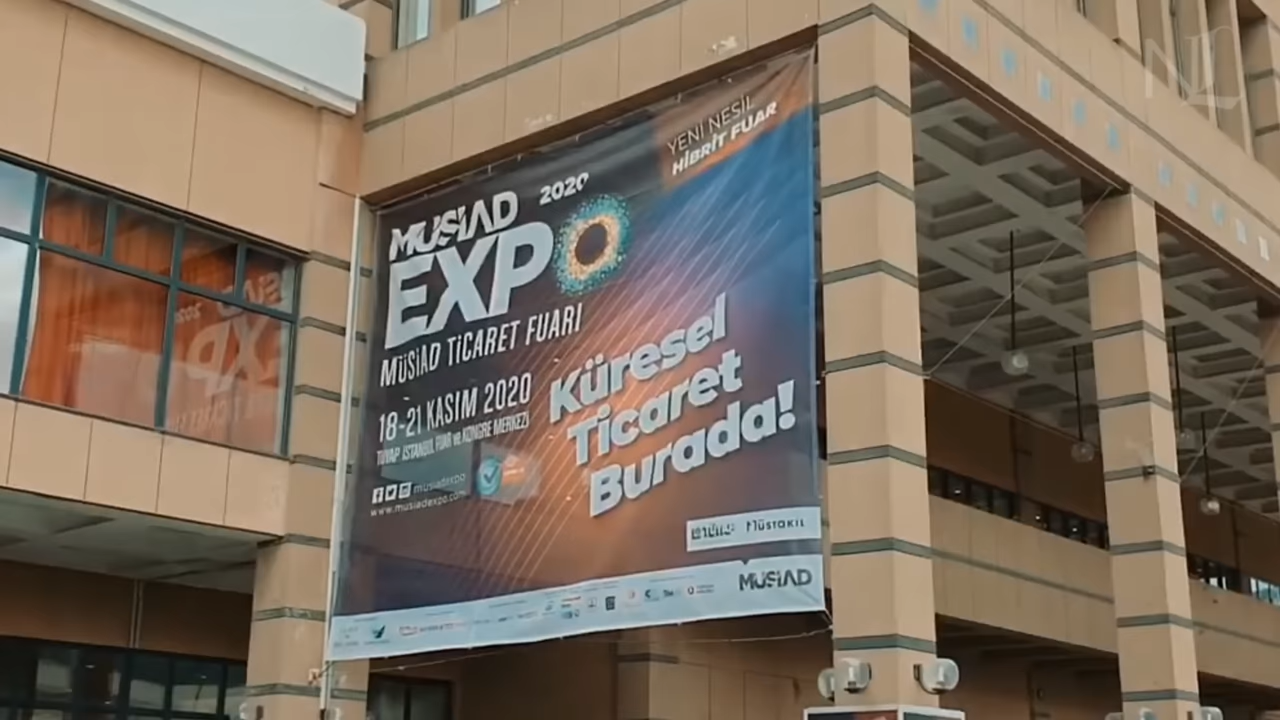 YENİ NESİL
HİBRİT FUAR
MÜSİAD 2020
EXPO
MÜSİAD TİCARET FUARI
18-21 KASIM 2020
TÜYAP İSTANBUL FUAR ve KONGRE MERKEZİ
musiadexpo
www.musiadexpo.com
Küresel
Ticaret
Burada!
MÜSTAKİL
MÜSİAD
NL